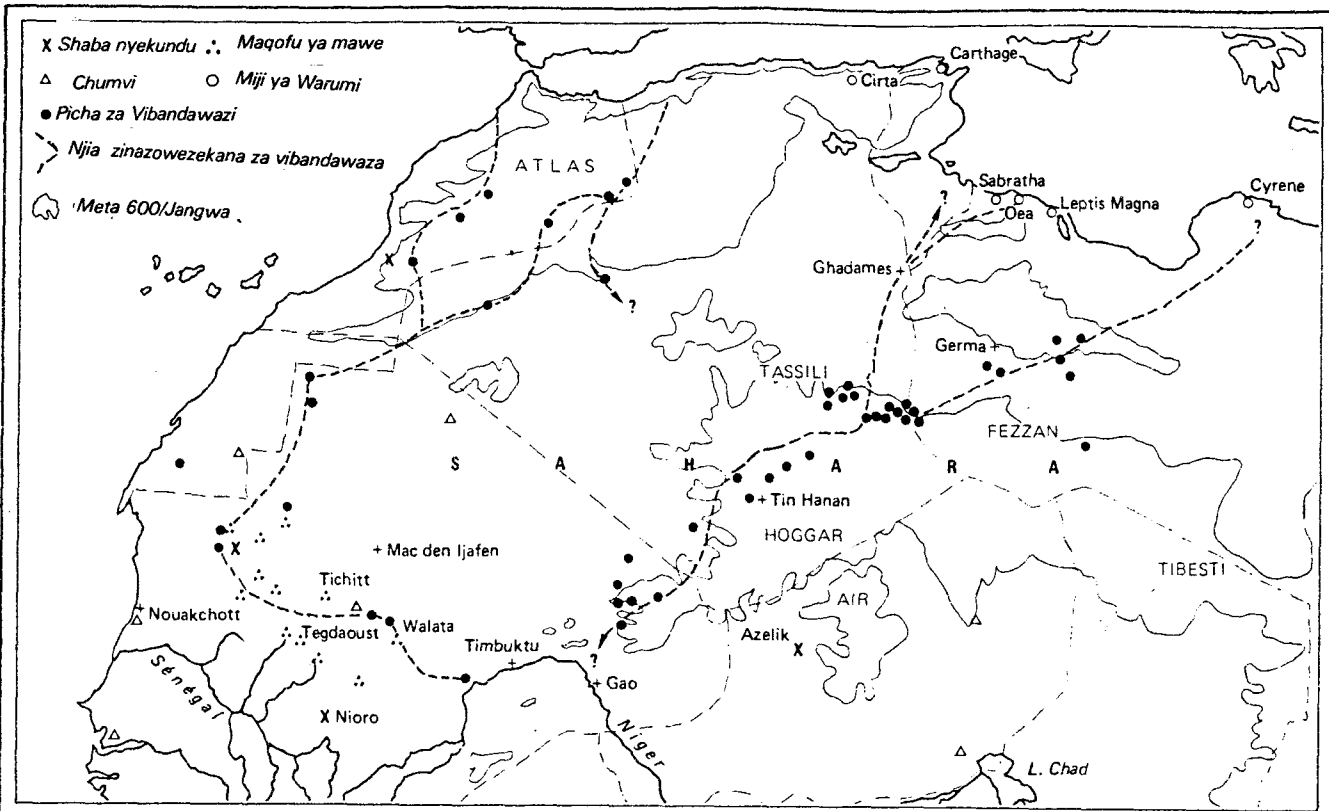 X Shaba nyekundu ∴ Magofu ya mawe
△ Chumvi ○ Miji ya Warumi
● Picha za Vibandawazi
Njia zinazowezekana za vibandawaza
Meta 600/Jangwa
Carthage
Cirta
ATLAS
Sabratha
Oea
Leptis Magna
Cyrene
?
?
?
Ghadames
Germa
TASSILI
FEZZAN
S A H A R A
Tin Hanan
HOGGAR
X
X
Mac den Ijafen
TIBESTI
Tichitt
AIR
Nouakchott
Tegdaoust
Walata
Timbuktu
Azelik
X
?
Gao
Sénégal
X Nioro
Niger
L. Chad